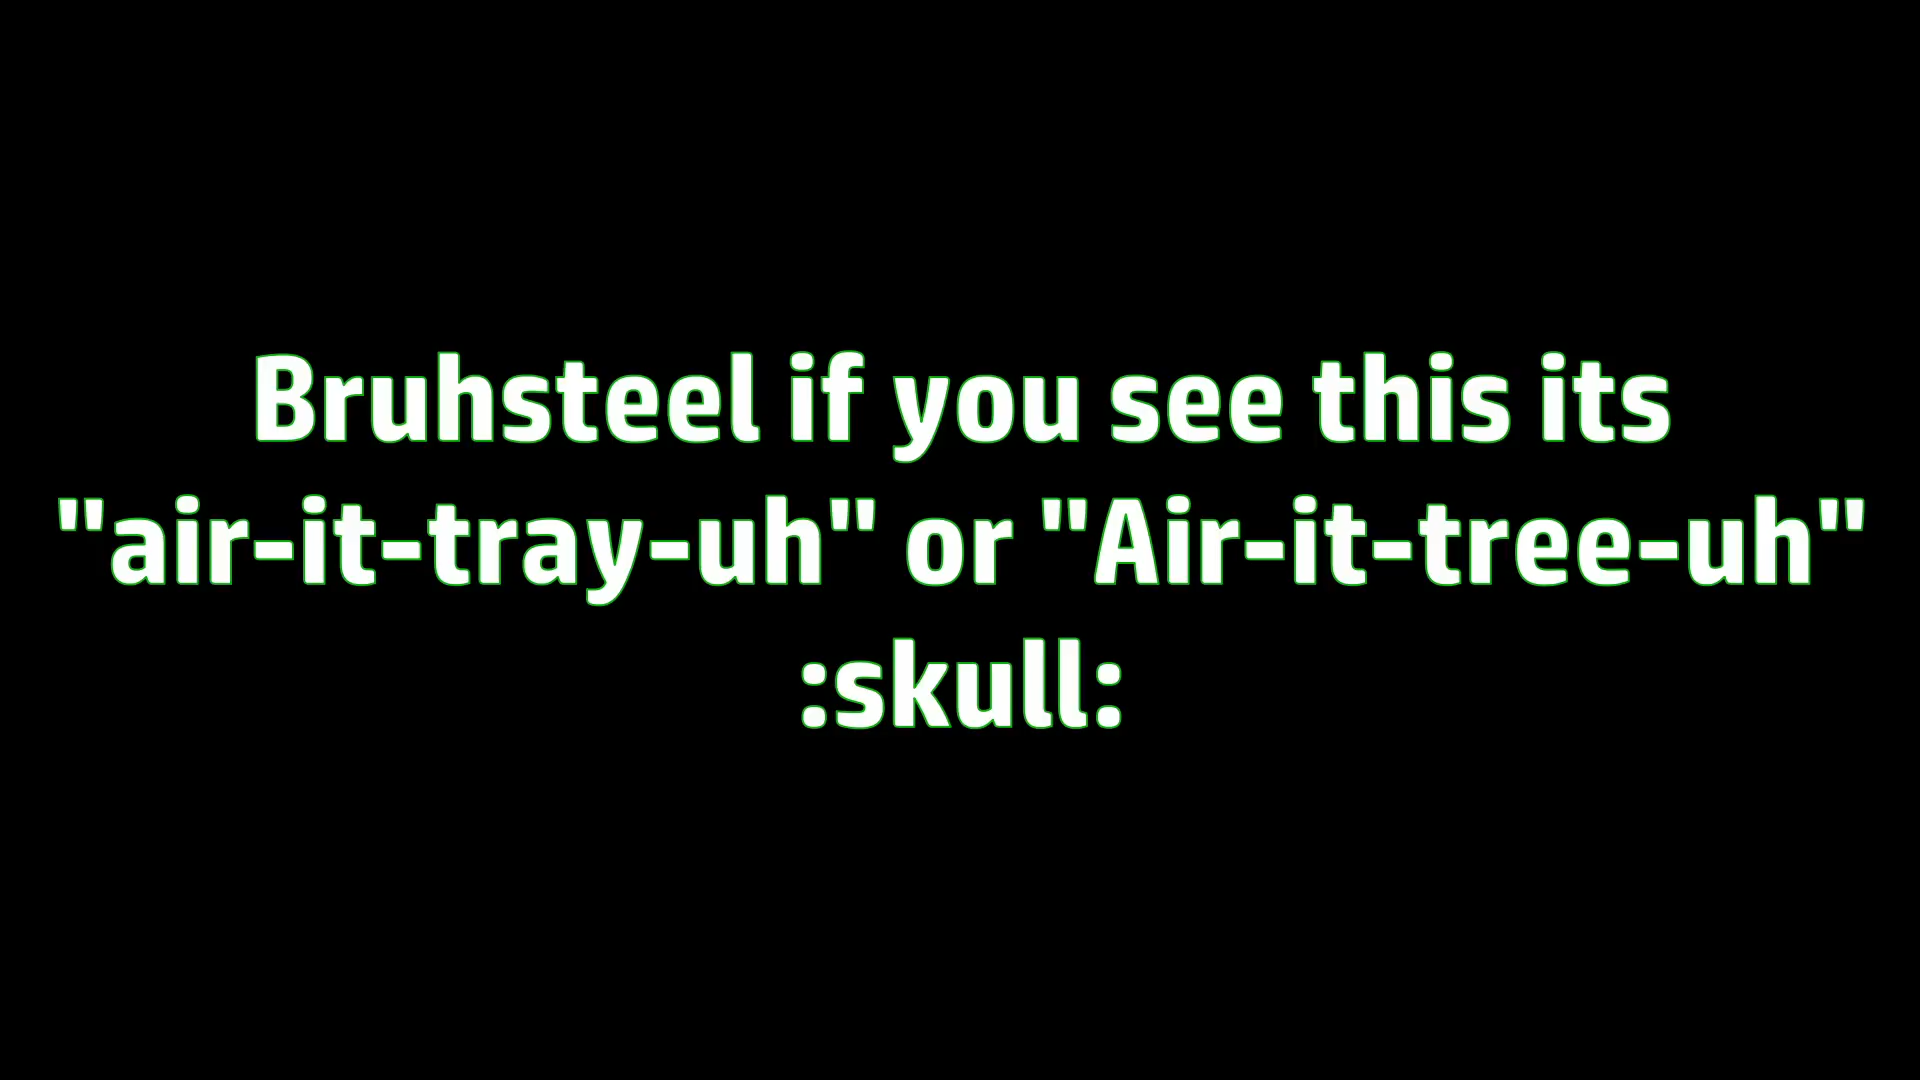 Bruhsteel if you see this its
"air-it-tray-uh" or "Air-it-tree-uh"
:skull: